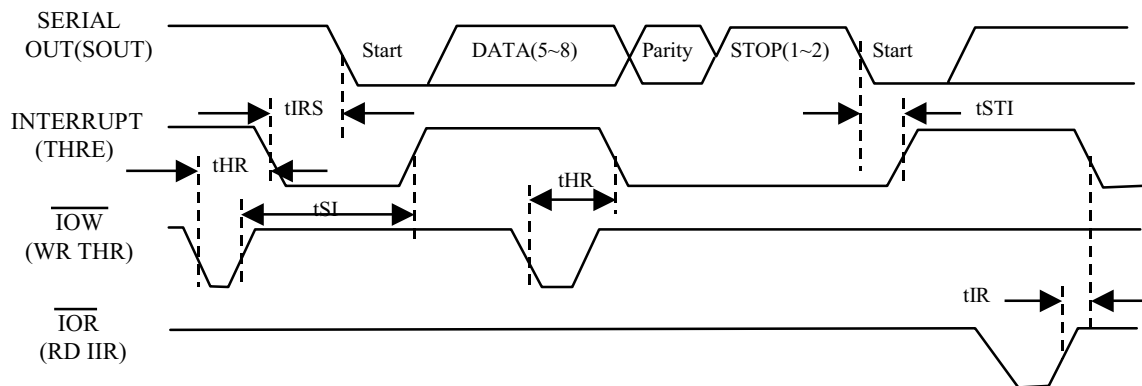 SERIAL
OUT(SOUT)
Start
DATA(5~8)
Parity
STOP(1~2)
Start
tIRS
tSTI
INTERRUPT
(THRE)
tHR
tHR
tSI
IOW
(WR THR)
tIR
IOR
(RD IIR)